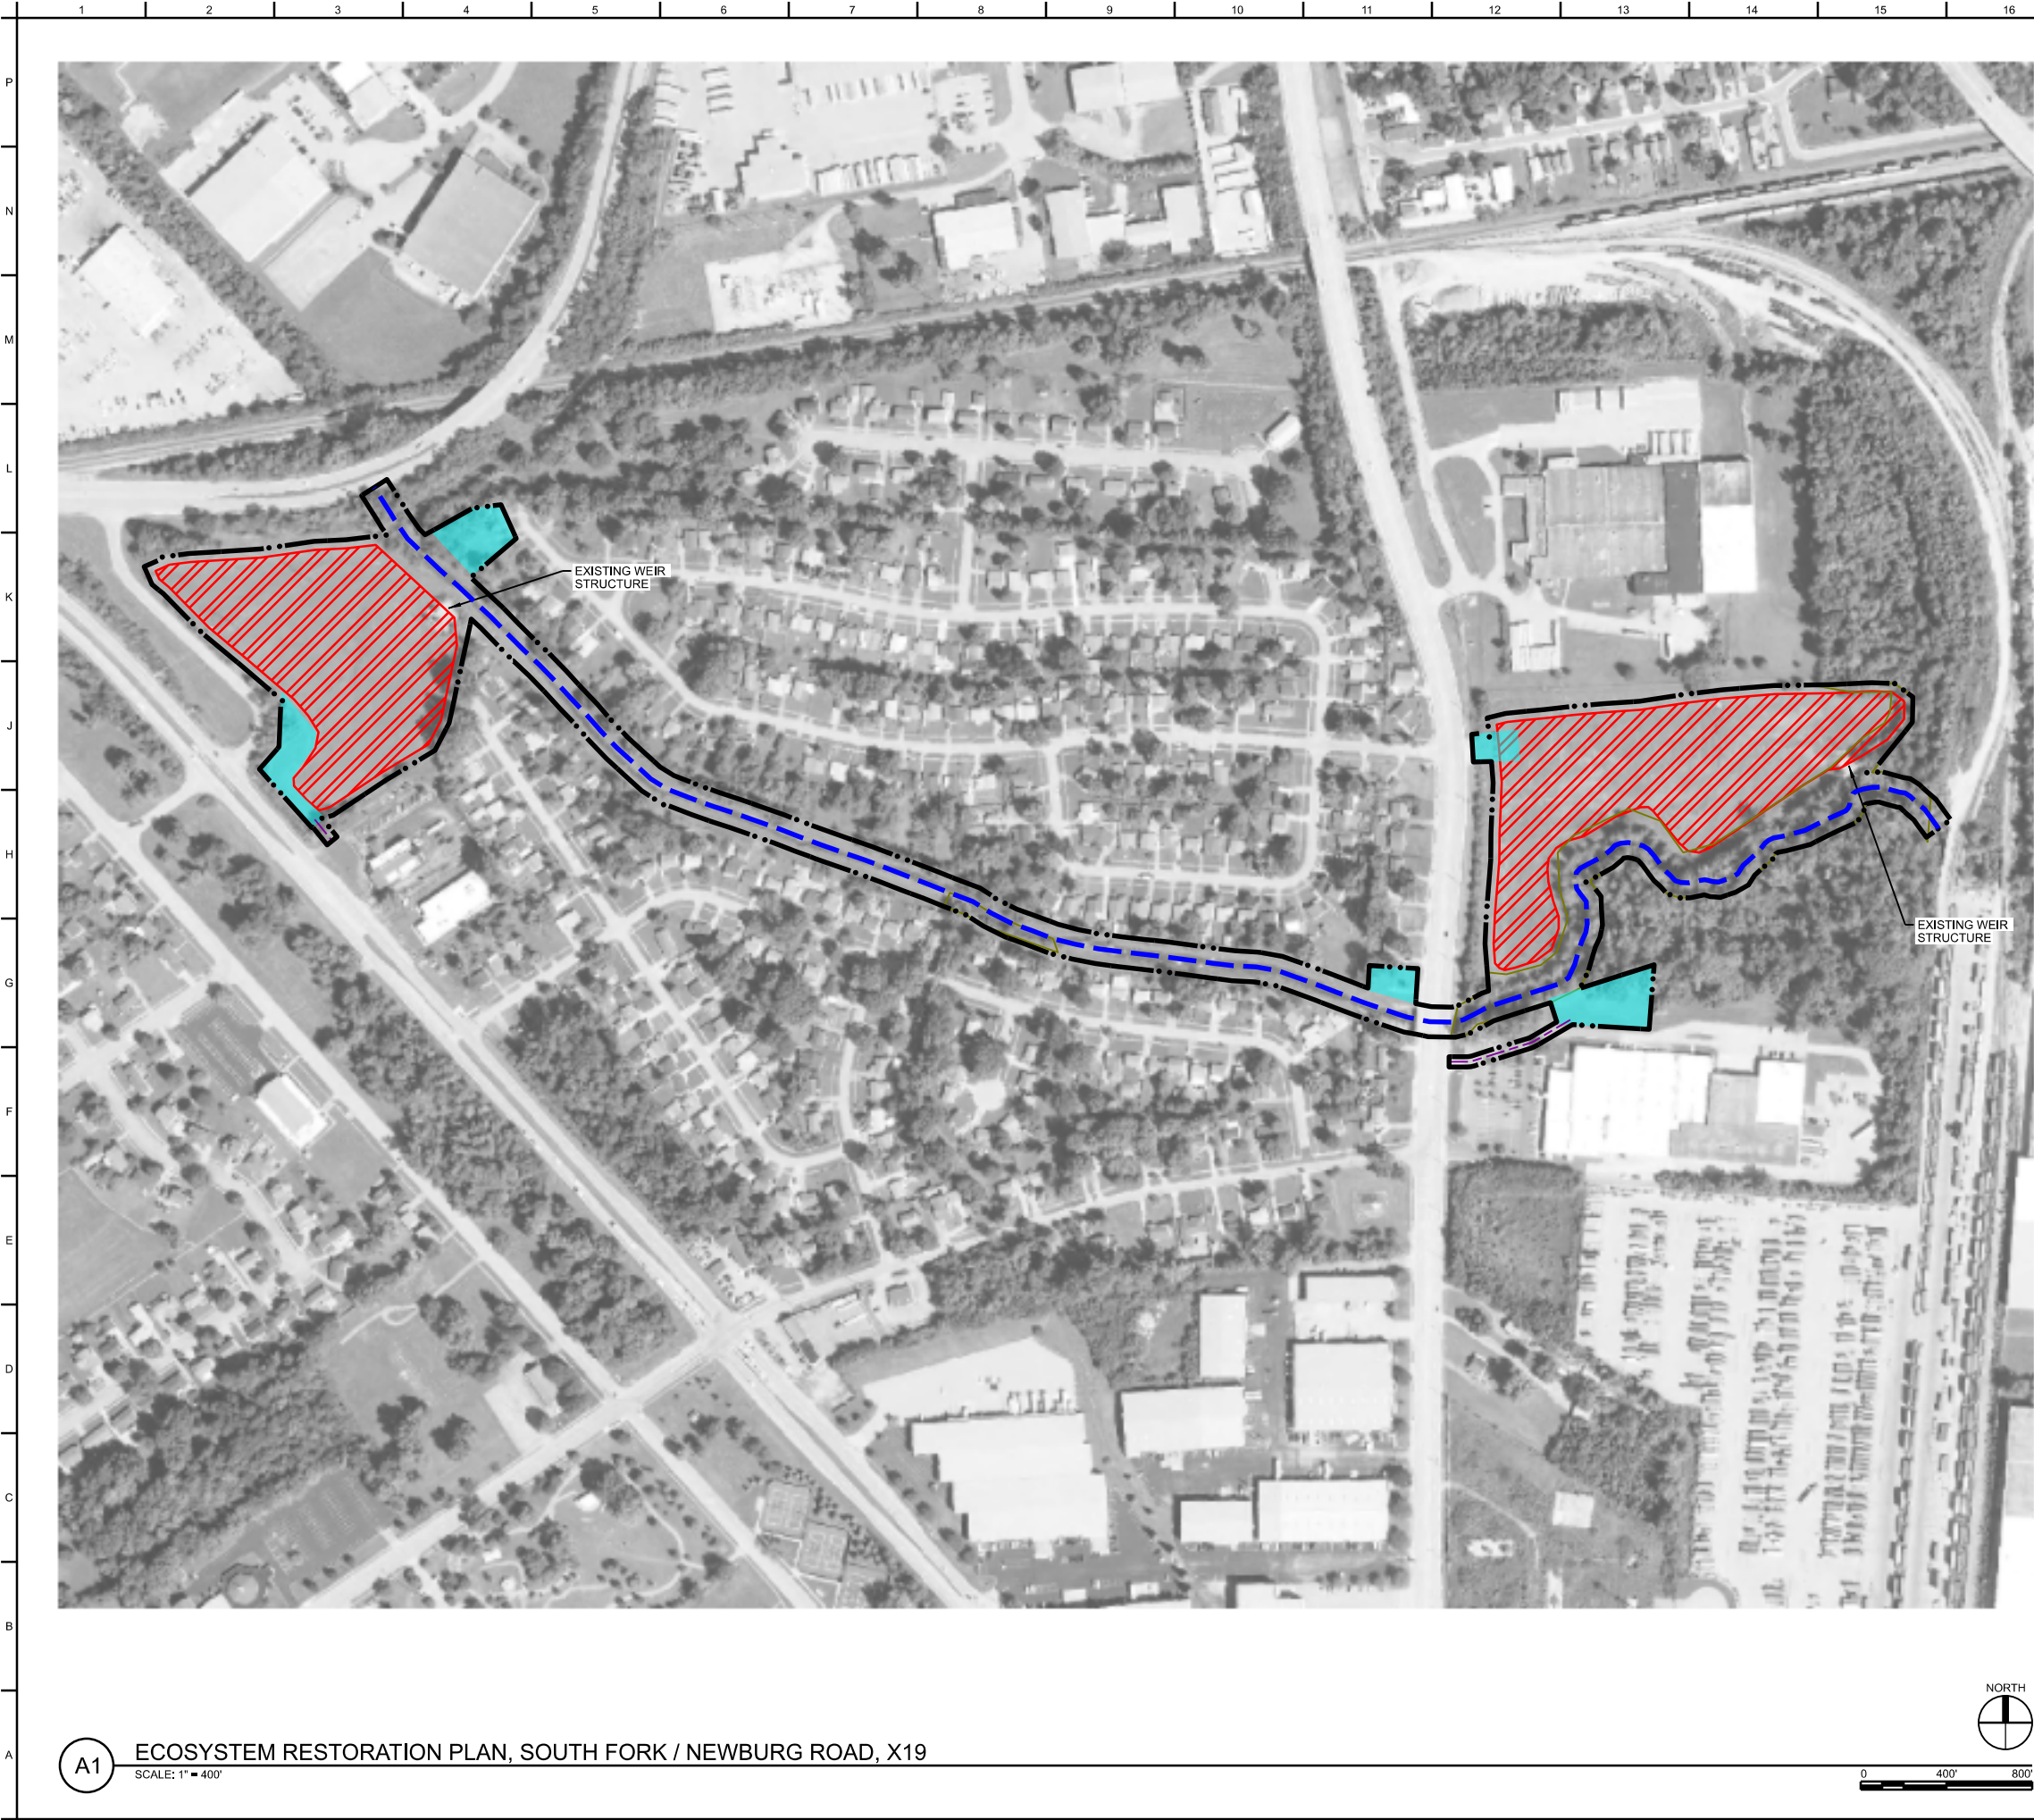 1 2 3 4 5 6 7 8 9 10 11 12 13 14 15 16
P
N
M
L
K
J
H
G
F
E
D
C
B
A
EXISTING WEIR
STRUCTURE
EXISTING WEIR
STRUCTURE
NORTH
A1
ECOSYSTEM RESTORATION PLAN, SOUTH FORK / NEWBURG ROAD, X19
SCALE: 1" = 400'
0 400' 800'